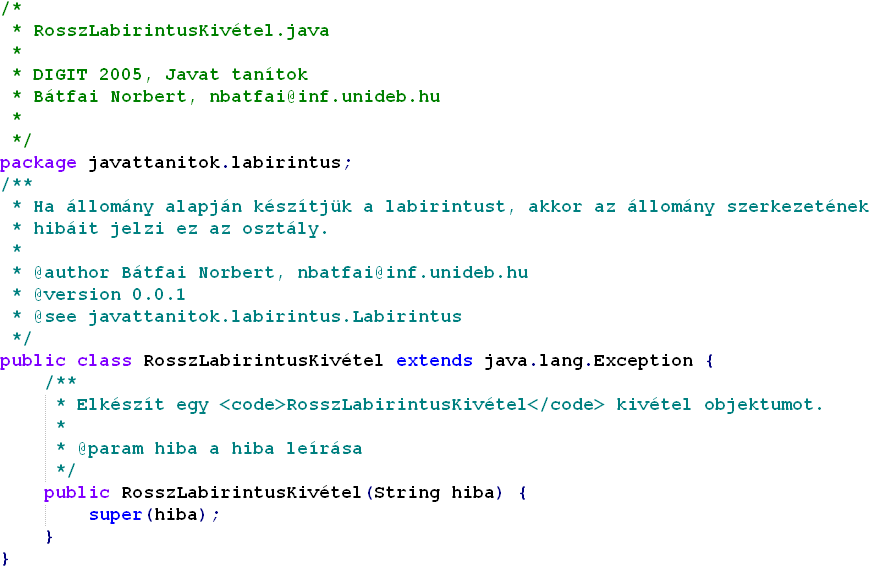 /*
 * RosszLabirintusKivétel.java
 *
 * DIGIT 2005, Javat tanítok
 * Bátfai Norbert, nbatfai@inf.unideb.hu
 *
 */
package javattanitok.labirintus;
/**
 * Ha állomány alapján készítjük a labirintust, akkor az állomány szerkezetének
 * hibáit jelzi ez az osztály.
 *
 * @author Bátfai Norbert, nbatfai@inf.unideb.hu
 * @version 0.0.1
 * @see javattanitok.labirintus.Labirintus
 */
public class RosszLabirintusKivétel extends java.lang.Exception {
    /**
     * Elkészít egy <code>RosszLabirintusKivétel</code> kivétel objektumot.
     *
     * @param hiba a hiba leírása
     */
    public RosszLabirintusKivétel(String hiba) {
        super(hiba);
    }
}